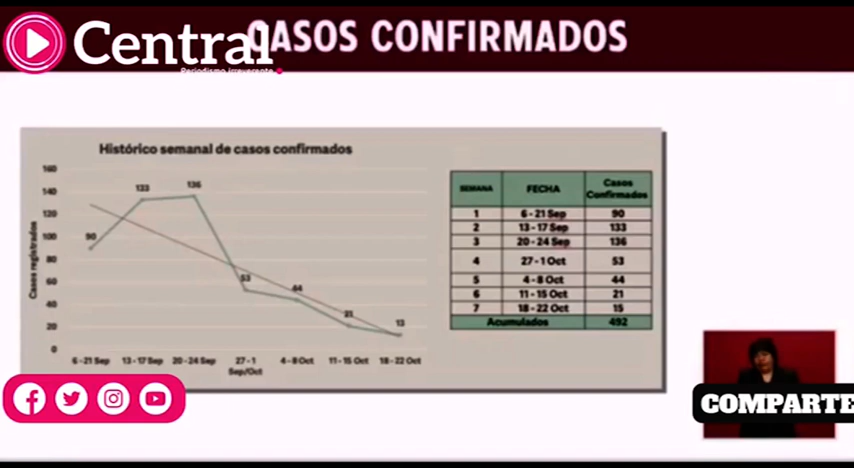 Central
CASOS CONFIRMADOS
Periodismo irreverente
Histórico semanal de casos confirmados
Casos registrados
160
140
120
100
80
60
40
20
0
90
133
136
53
44
21
13
6 - 21 Sep
13 - 17 Sep
20 - 24 Sep
27 - 1 Sep/Oct
4 - 8 Oct
11 - 15 Oct
18 - 22 Oct
SEMANA FECHA Casos Confirmados
1 6 - 21 Sep 90
2 13 - 17 Sep 133
3 20 - 24 Sep 136
4 27 - 1 Oct 53
5 4 - 8 Oct 44
6 11 - 15 Oct 21
7 18 - 22 Oct 15
Acumulados 492
COMPARTE